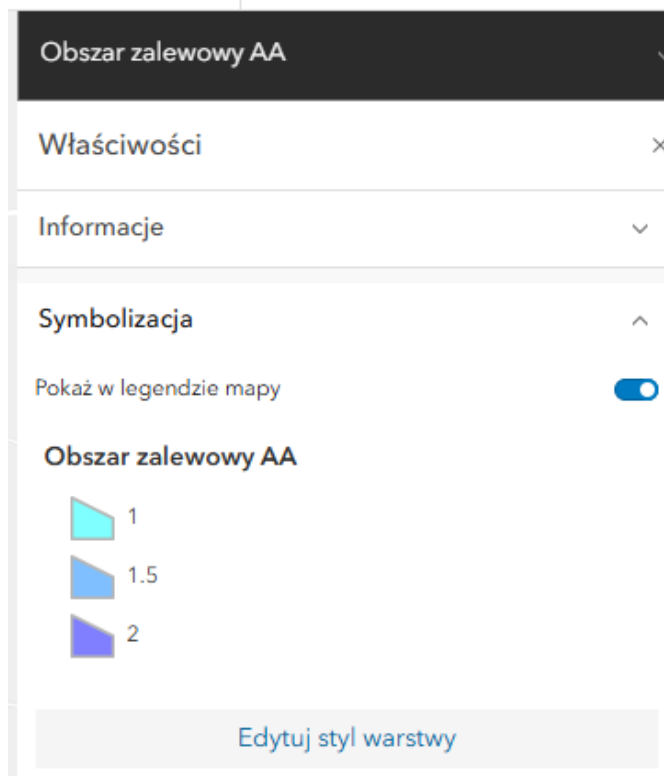 Obszar zalewowy AA
Właściwości
Informacje
Symbolizacja
Pokaż w legendzie mapy
Obszar zalewowy AA
1
1.5
2
Edytuj styl warstwy